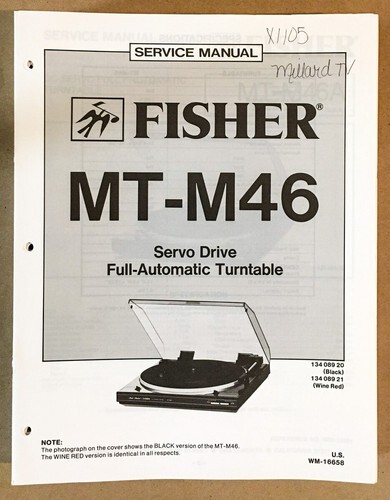 X1105
Millard TV
SERVICE MANUAL
FISHER®
MT-M46
Servo Drive
Full-Automatic Turntable
134 089 20
(Black)
134 089 21
(Wine Red)
NOTE:
The photograph on the cover shows the BLACK version of the MT-M46.
The WINE RED version is identical in all respects.
U.S.
WM-16658